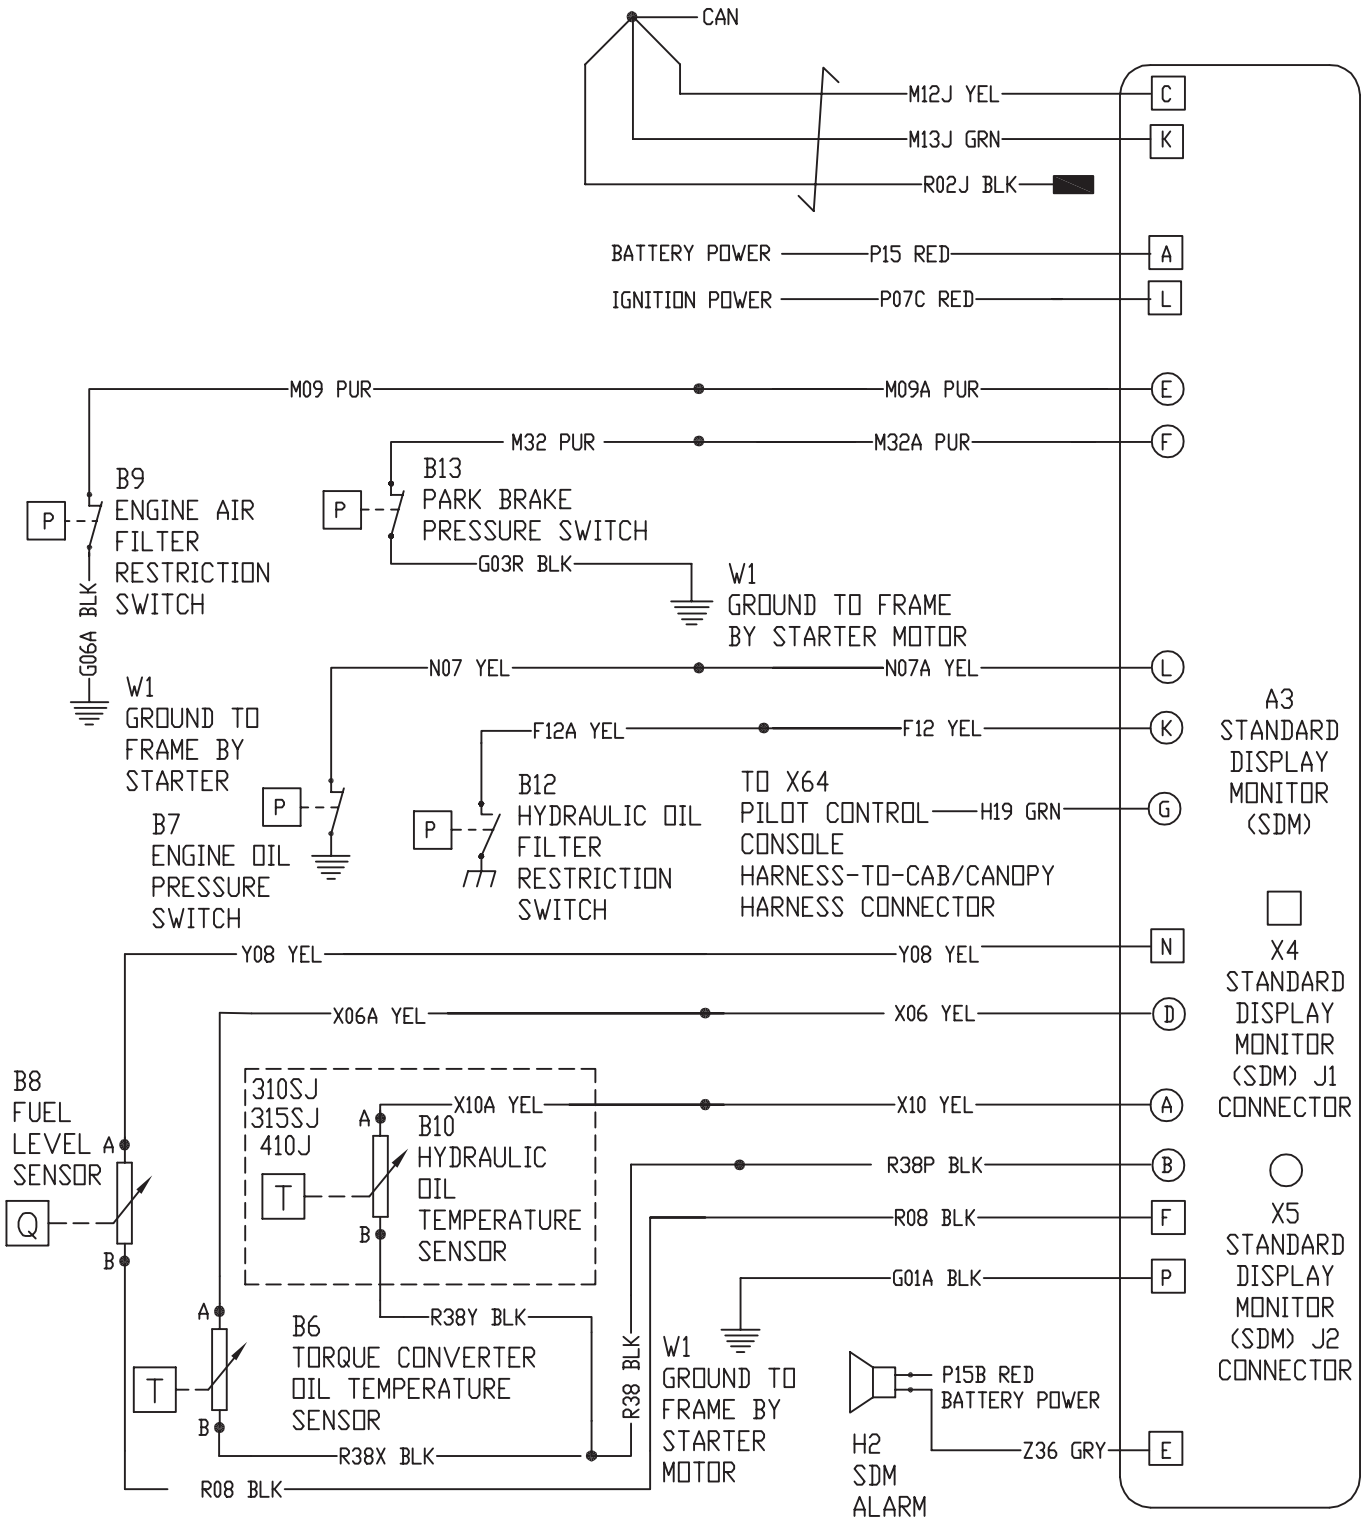 CAN
M12J YEL
C
M13J GRN
K
R02J BLK
BATTERY POWER
P15 RED
A
IGNITION POWER
P07C RED
L
M09 PUR
M09A PUR
E
M32 PUR
M32A PUR
F
B9
ENGINE AIR
FILTER
RESTRICTION
SWITCH
P
G06A BLK
W1
GROUND TO
FRAME BY
STARTER
B13
PARK BRAKE
PRESSURE SWITCH
P
G03R BLK
W1
GROUND TO FRAME
BY STARTER MOTOR
N07 YEL
N07A YEL
L
F12A YEL
F12 YEL
K
P
B7
ENGINE OIL
PRESSURE
SWITCH
P
B12
HYDRAULIC OIL
FILTER
RESTRICTION
SWITCH
TO X64
PILOT CONTROL
CONSOLE
HARNESS-TO-CAB/CANOPY
HARNESS CONNECTOR
H19 GRN
G
A3
STANDARD
DISPLAY
MONITOR
(SDM)
X4
STANDARD
DISPLAY
MONITOR
(SDM) J1
CONNECTOR
X5
STANDARD
DISPLAY
MONITOR
(SDM) J2
CONNECTOR
Y08 YEL
Y08 YEL
N
X06A YEL
X06 YEL
D
B8
FUEL
LEVEL
SENSOR
A
Q
B
310SJ
315SJ
410J
X10A YEL
X10 YEL
A
A
B10
HYDRAULIC
OIL
TEMPERATURE
SENSOR
T
B
R38P BLK
B
R08 BLK
F
G01A BLK
P
R38Y BLK
R38 BLK
A
B6
TORQUE CONVERTER
OIL TEMPERATURE
SENSOR
T
B
R38X BLK
R08 BLK
W1
GROUND TO
FRAME BY
STARTER
MOTOR
P15B RED
BATTERY POWER
Z36 GRY
E
H2
SDM
ALARM